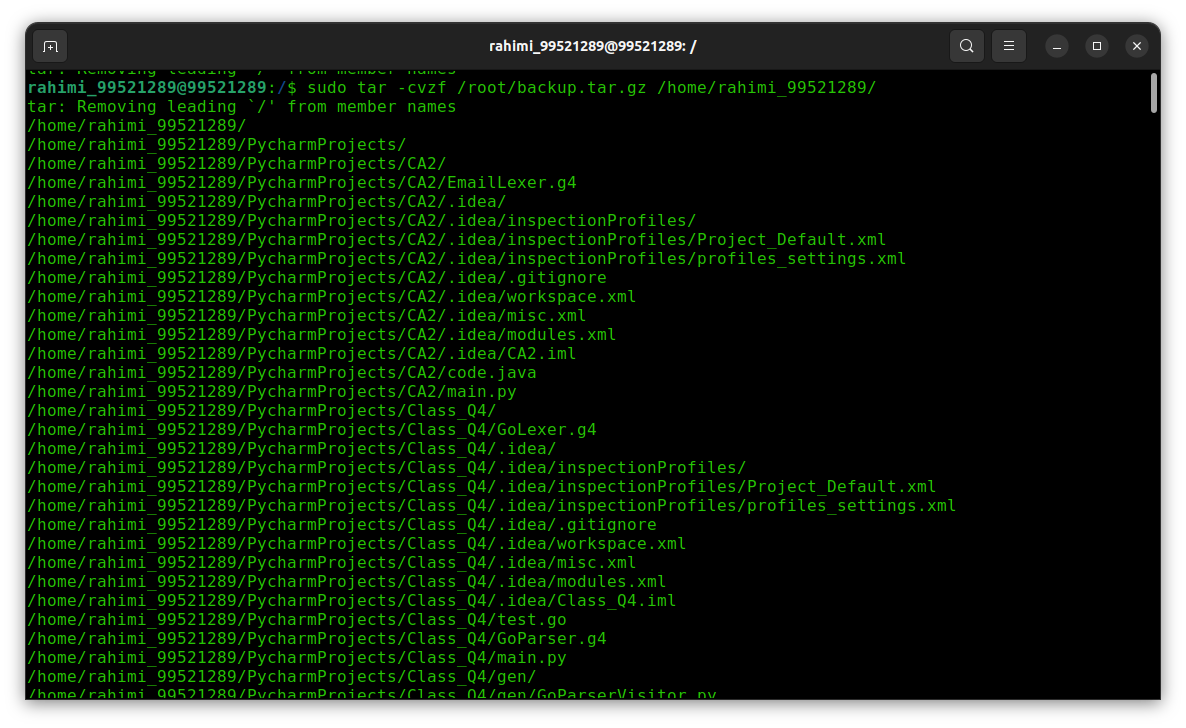 rahimi_99521289@99521289: /
tar: Removing leading `/' from member names
rahimi_99521289@99521289:/$ sudo tar -cvzf /root/backup.tar.gz /home/rahimi_99521289/
tar: Removing leading `/' from member names
/home/rahimi_99521289/
/home/rahimi_99521289/PycharmProjects/
/home/rahimi_99521289/PycharmProjects/CA2/
/home/rahimi_99521289/PycharmProjects/CA2/EmailLexer.g4
/home/rahimi_99521289/PycharmProjects/CA2/.idea/
/home/rahimi_99521289/PycharmProjects/CA2/.idea/inspectionProfiles/
/home/rahimi_99521289/PycharmProjects/CA2/.idea/inspectionProfiles/Project_Default.xml
/home/rahimi_99521289/PycharmProjects/CA2/.idea/inspectionProfiles/profiles_settings.xml
/home/rahimi_99521289/PycharmProjects/CA2/.idea/.gitignore
/home/rahimi_99521289/PycharmProjects/CA2/.idea/workspace.xml
/home/rahimi_99521289/PycharmProjects/CA2/.idea/misc.xml
/home/rahimi_99521289/PycharmProjects/CA2/.idea/modules.xml
/home/rahimi_99521289/PycharmProjects/CA2/.idea/CA2.iml
/home/rahimi_99521289/PycharmProjects/CA2/code.java
/home/rahimi_99521289/PycharmProjects/CA2/main.py
/home/rahimi_99521289/PycharmProjects/Class_Q4/
/home/rahimi_99521289/PycharmProjects/Class_Q4/GoLexer.g4
/home/rahimi_99521289/PycharmProjects/Class_Q4/.idea/
/home/rahimi_99521289/PycharmProjects/Class_Q4/.idea/inspectionProfiles/
/home/rahimi_99521289/PycharmProjects/Class_Q4/.idea/inspectionProfiles/Project_Default.xml
/home/rahimi_99521289/PycharmProjects/Class_Q4/.idea/inspectionProfiles/profiles_settings.xml
/home/rahimi_99521289/PycharmProjects/Class_Q4/.idea/.gitignore
/home/rahimi_99521289/PycharmProjects/Class_Q4/.idea/workspace.xml
/home/rahimi_99521289/PycharmProjects/Class_Q4/.idea/misc.xml
/home/rahimi_99521289/PycharmProjects/Class_Q4/.idea/modules.xml
/home/rahimi_99521289/PycharmProjects/Class_Q4/.idea/Class_Q4.iml
/home/rahimi_99521289/PycharmProjects/Class_Q4/test.go
/home/rahimi_99521289/PycharmProjects/Class_Q4/GoParser.g4
/home/rahimi_99521289/PycharmProjects/Class_Q4/main.py
/home/rahimi_99521289/PycharmProjects/Class_Q4/gen/
/home/rahimi_99521289/PycharmProjects/Class_Q4/gen/GoParserVisitor.py